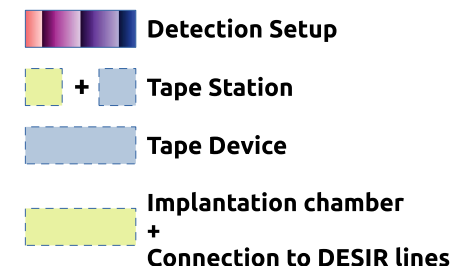 Detection Setup
+ Tape Station
Tape Device
Implantation chamber
+
Connection to DESIR lines